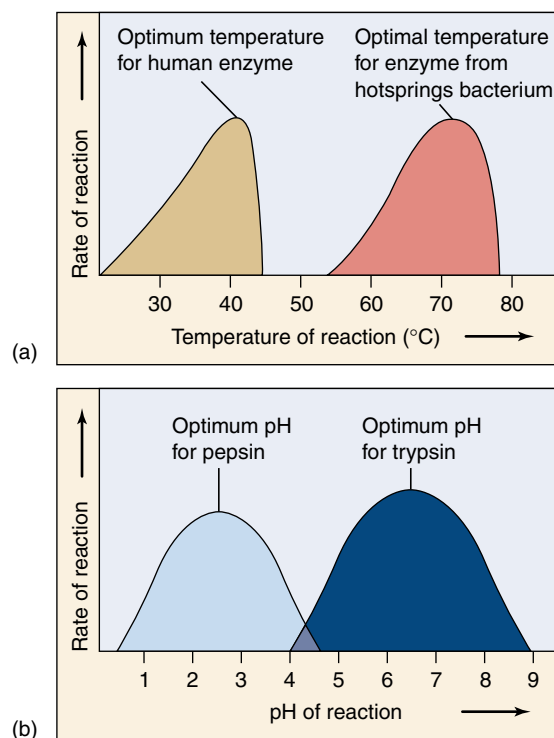 Optimum temperature
for human enzyme
Optimal temperature
for enzyme from
hotsprings bacterium
Rate of reaction
30 40 50 60 70 80
Temperature of reaction (°C)
(a)
Optimum pH
for pepsin
Optimum pH
for trypsin
Rate of reaction
1 2 3 4 5 6 7 8 9
pH of reaction
(b)